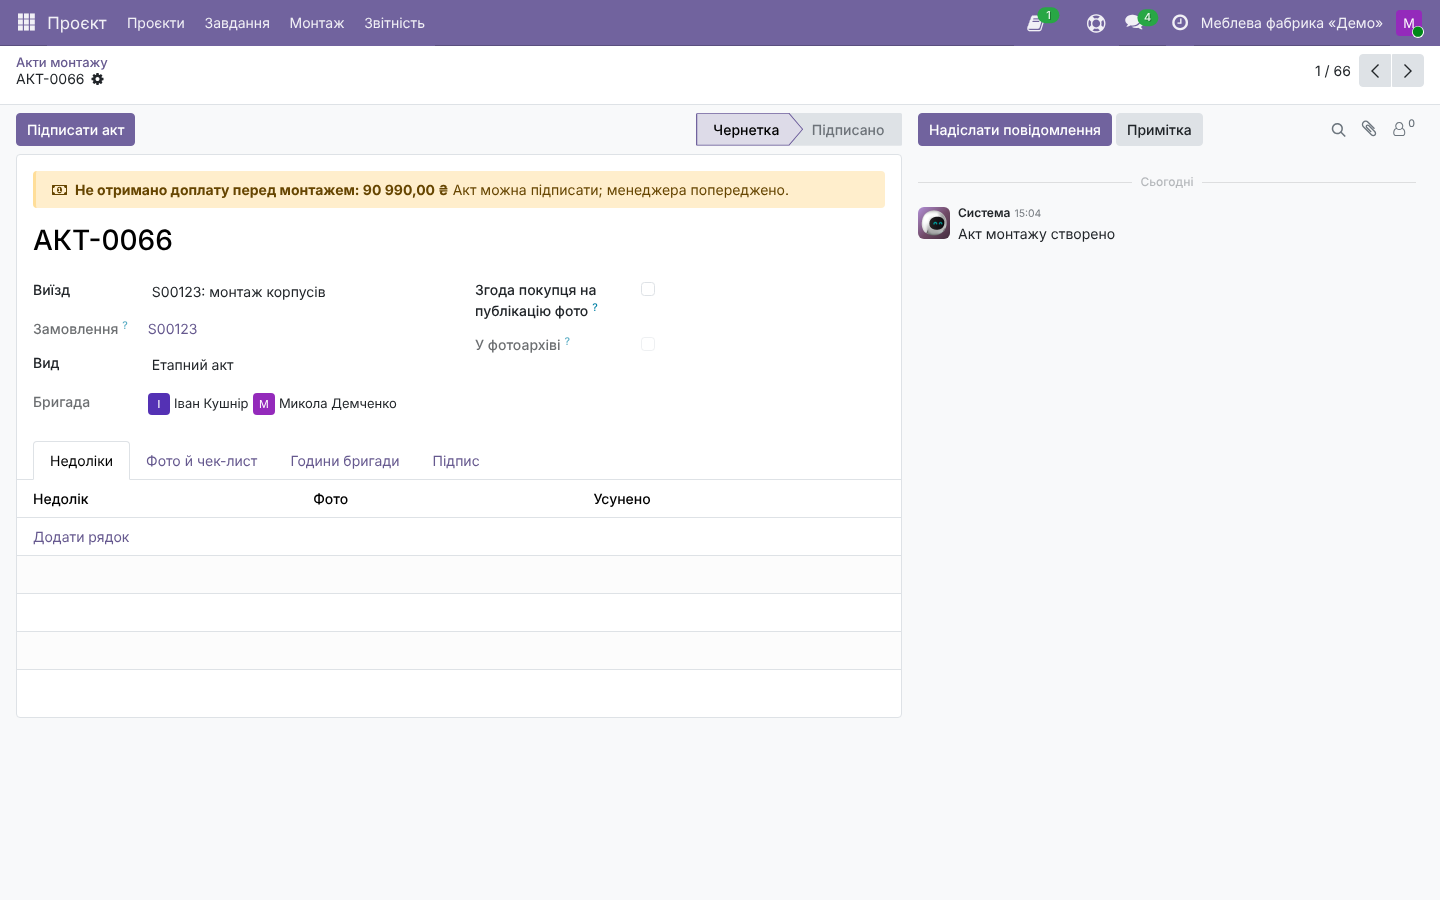 Проєкт
Проєкти
Завдання
Монтаж
Звітність
1
4
Меблева фабрика «Демо»
M
Акти монтажу
АКТ-0066
1 / 66
Підписати акт
Чернетка
Підписано
Надіслати повідомлення
Примітка
0
Не отримано доплату перед монтажем: 90 990,00 ₴ Акт можна підписати; менеджера попереджено.
АКТ-0066
Виїзд
S00123: монтаж корпусів
Замовлення ?
S00123
Вид
Етапний акт
Бригада
І Іван Кушнір М Микола Демченко
Згода покупця на
публікацію фото ?
У фотоархіві ?
Недоліки
Фото й чек-лист
Години бригади
Підпис
Недолік
Фото
Усунено
Додати рядок
Сьогодні
Система 15:04
Акт монтажу створено